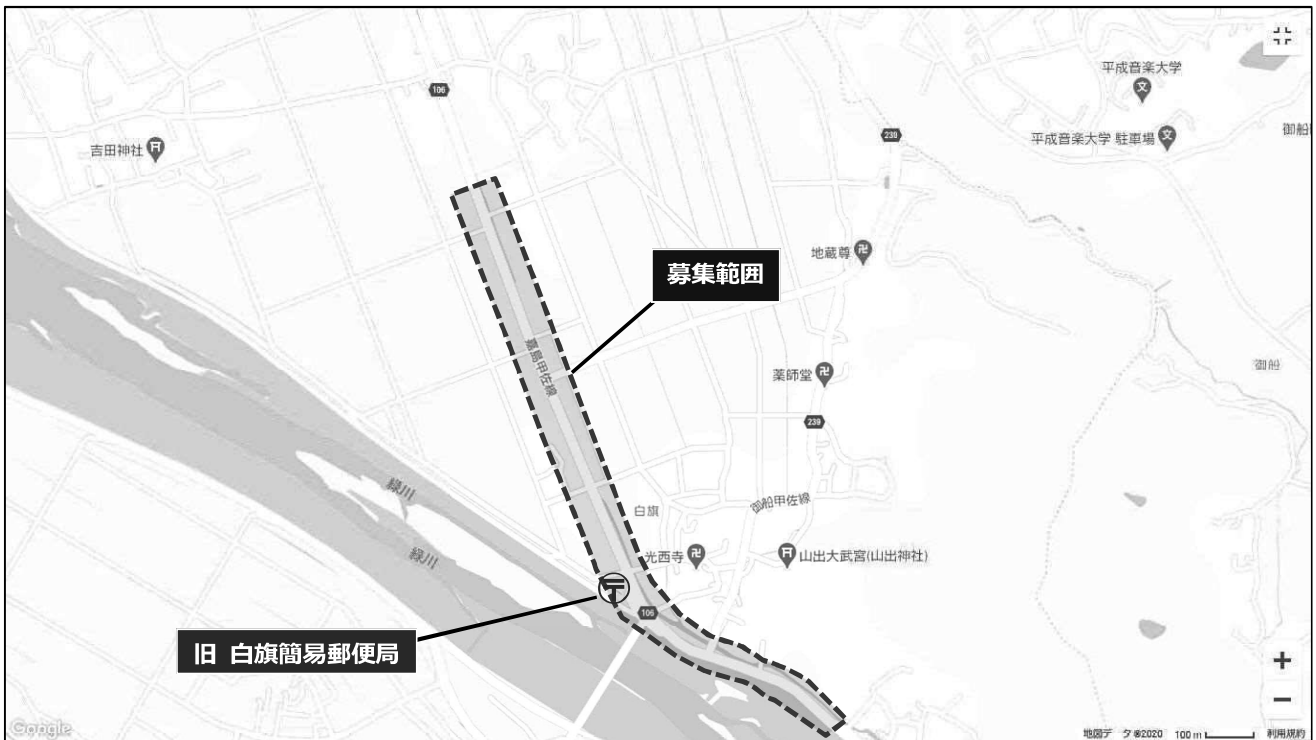 平成音楽大学
106
239
平成音楽大学 駐車場
御船
吉田神社
地蔵尊
募集範囲
嘉島甲佐線
薬師堂
御船
239
緑川
白旗
御船甲佐線
緑川
光西寺
山出大武宮(山出神社)
106
旧 白旗簡易郵便局
Google
地図データ ©2020
100 m
利用規約